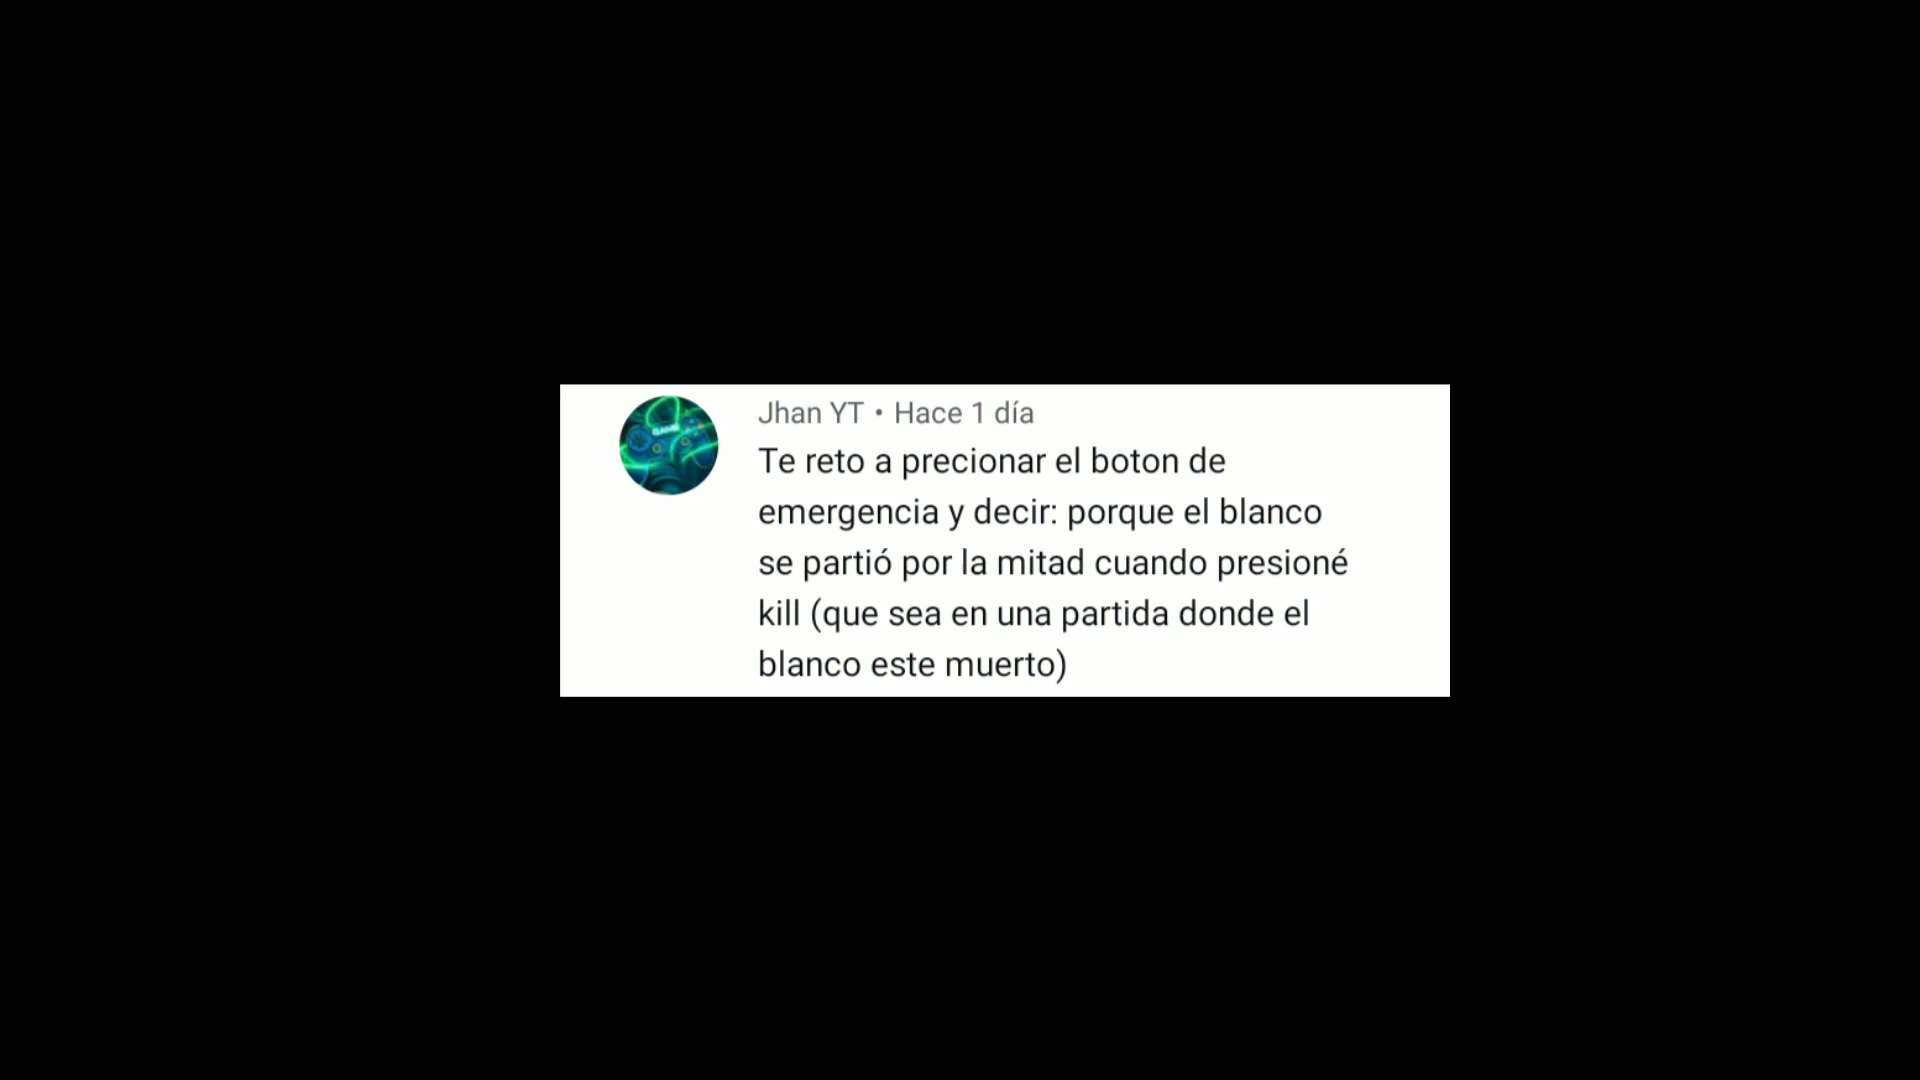 Jhan YT • Hace 1 día
Te reto a precionar el boton de
emergencia y decir: porque el blanco
se partió por la mitad cuando presioné
kill (que sea en una partida donde el
blanco este muerto)